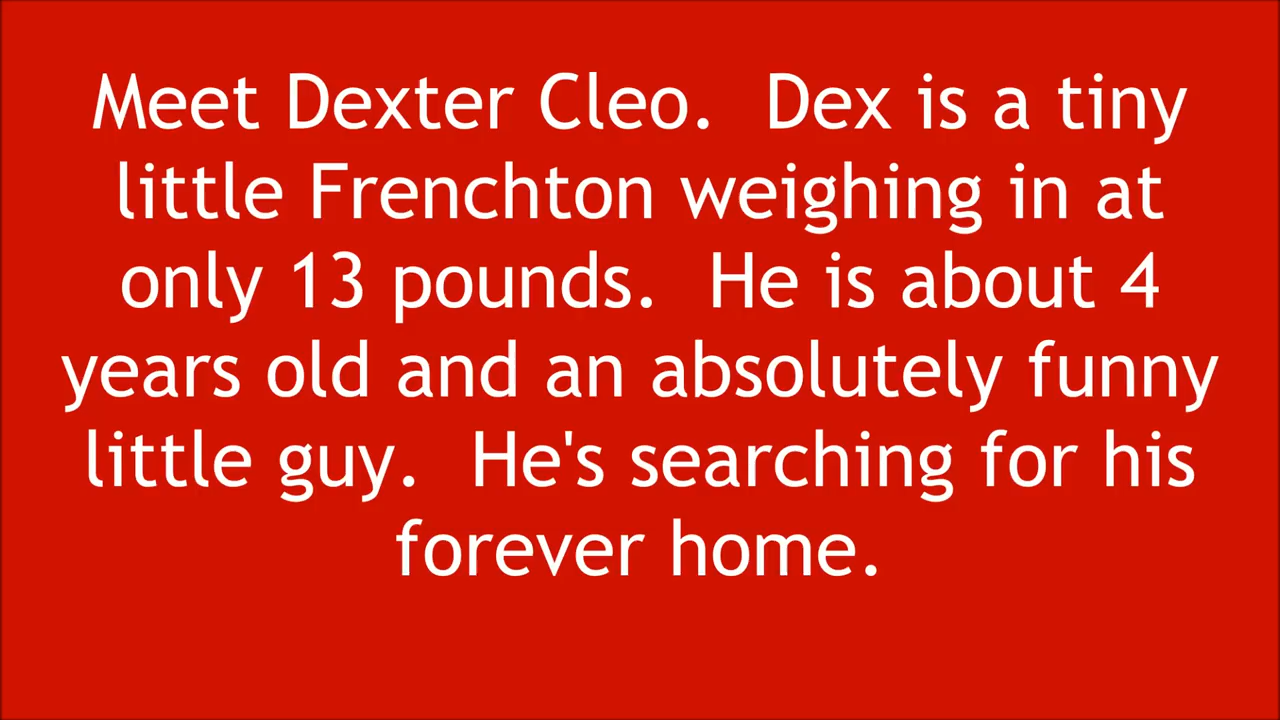 Meet Dexter Cleo.  Dex is a tiny
little Frenchton weighing in at
only 13 pounds.  He is about 4
years old and an absolutely funny
little guy.  He's searching for his
forever home.